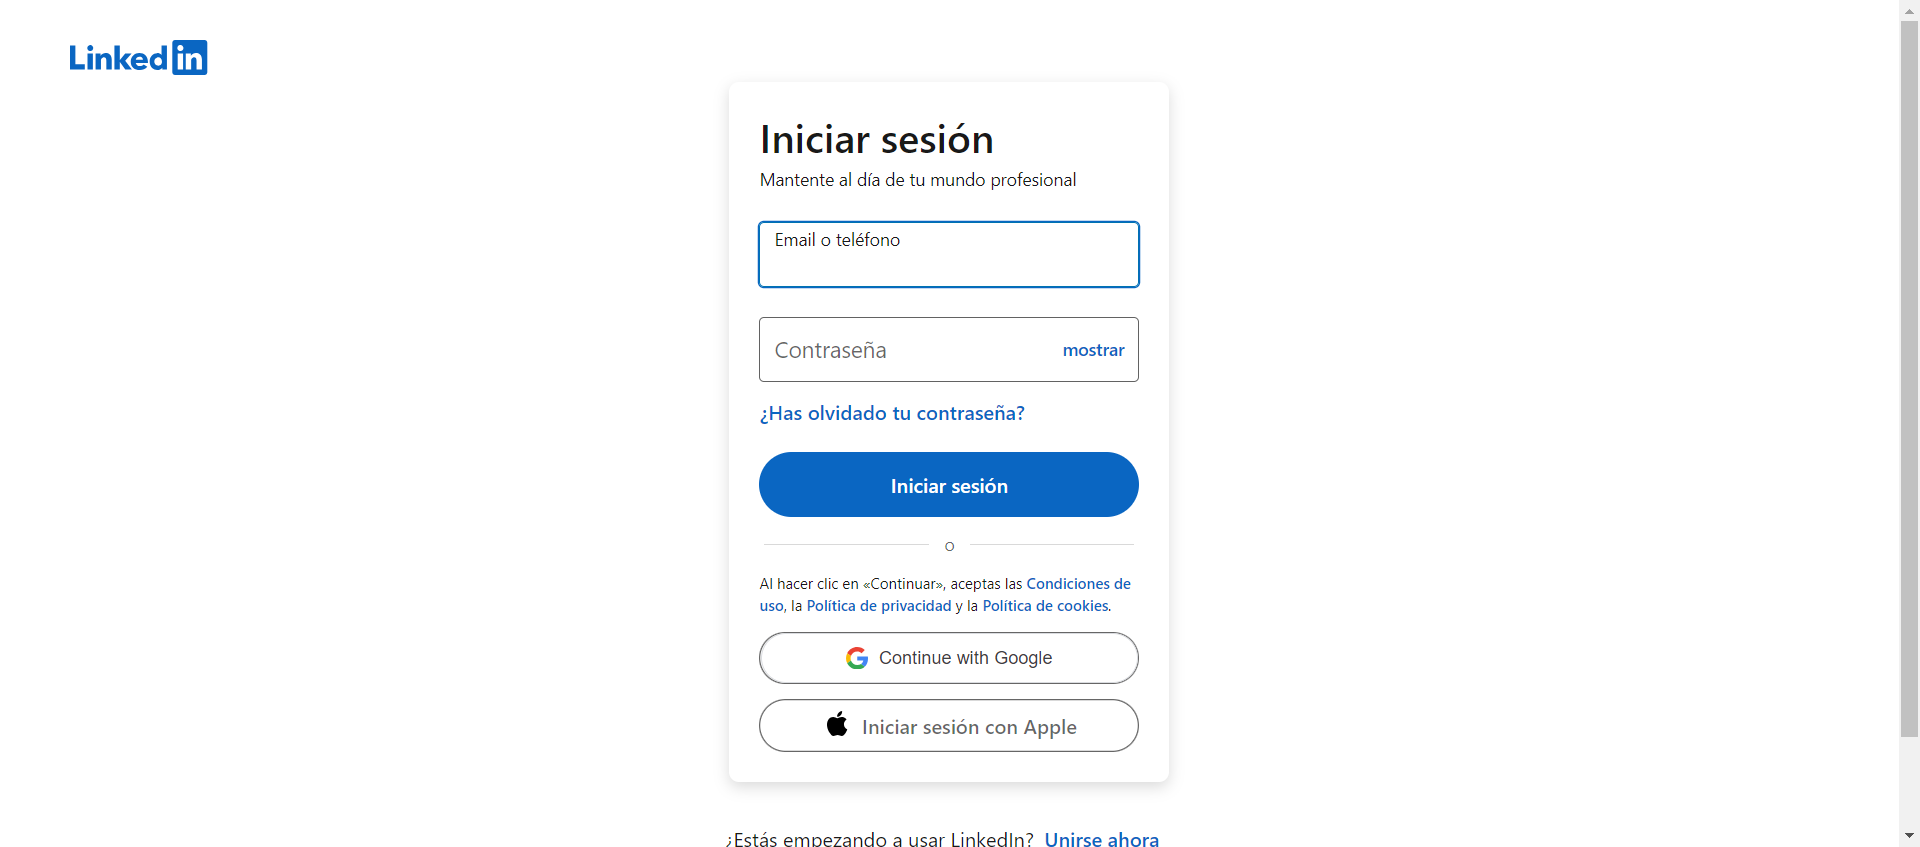 Linked in
Iniciar sesión
Mantente al día de tu mundo profesional
Email o teléfono
Contraseña mostrar
¿Has olvidado tu contraseña?
Iniciar sesión
o
Al hacer clic en «Continuar», aceptas las Condiciones de
uso, la Política de privacidad y la Política de cookies.
Continue with Google
Iniciar sesión con Apple
¿Estás empezando a usar LinkedIn? Unirse ahora